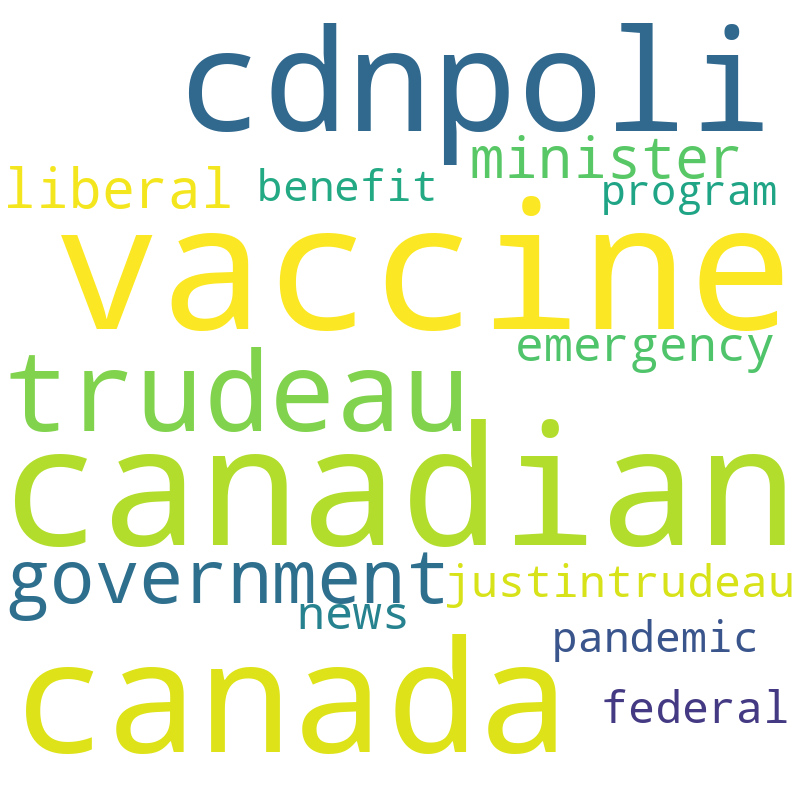 cdnpoli
minister
liberal benefit program
vaccine
emergency
trudeau
canadian
government justintrudeau
news
pandemic
canada
federal